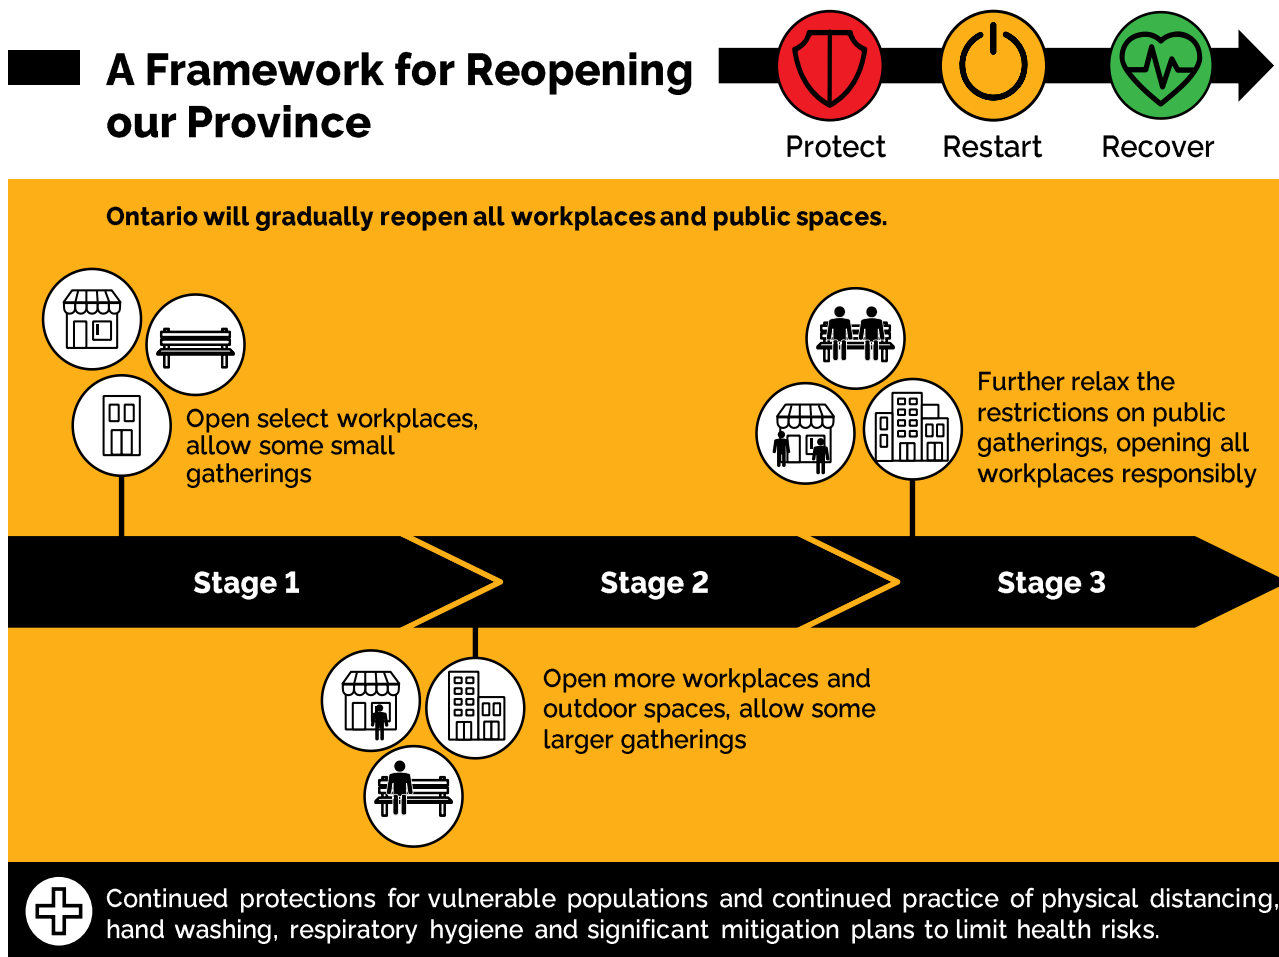 A Framework for Reopening
our Province
Protect
Restart
Recover
Ontario will gradually reopen all workplaces and public spaces.
Open select workplaces,
allow some small
gatherings
Further relax the
restrictions on public
gatherings, opening all
workplaces responsibly
Stage 1
Stage 2
Stage 3
Open more workplaces and
outdoor spaces, allow some
larger gatherings
Continued protections for vulnerable populations and continued practice of physical distancing,
hand washing, respiratory hygiene and significant mitigation plans to limit health risks.